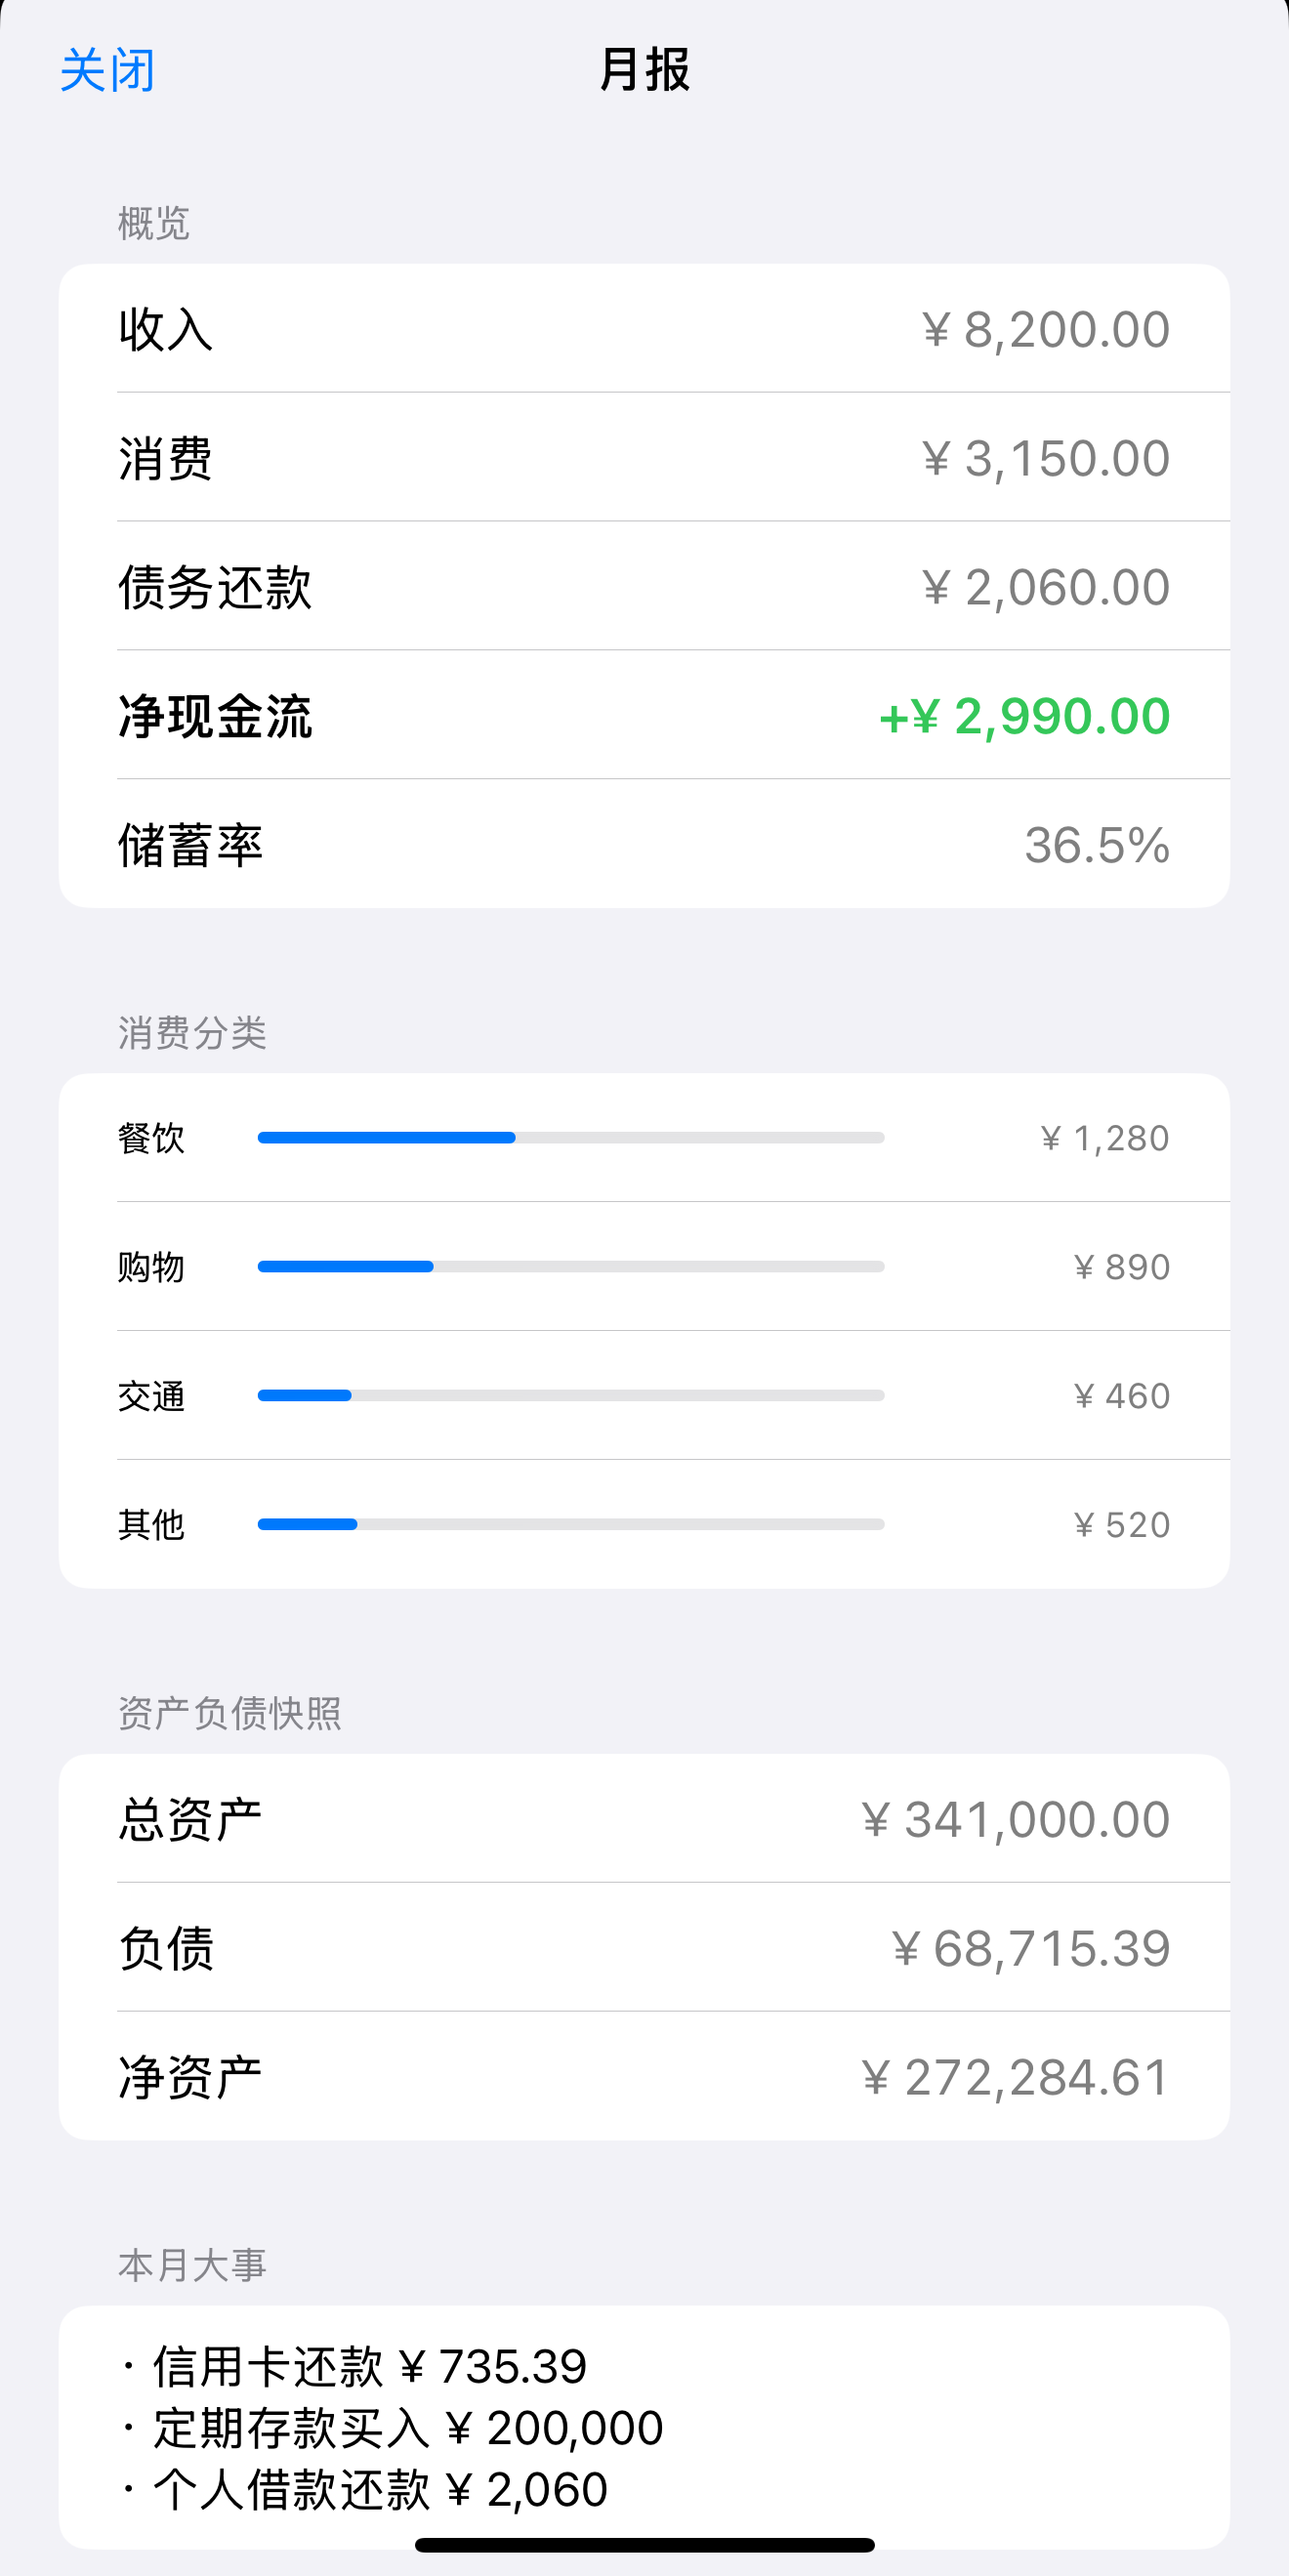 关闭
月报
概览
收入 ¥ 8,200.00
消费 ¥ 3,150.00
债务还款 ¥ 2,060.00
净现金流 +¥ 2,990.00
储蓄率 36.5%
消费分类
餐饮 ¥ 1,280
购物 ¥ 890
交通 ¥ 460
其他 ¥ 520
资产负债快照
总资产 ¥ 341,000.00
负债 ¥ 68,715.39
净资产 ¥ 272,284.61
本月大事
· 信用卡还款 ¥ 735.39
· 定期存款买入 ¥ 200,000
· 个人借款还款 ¥ 2,060